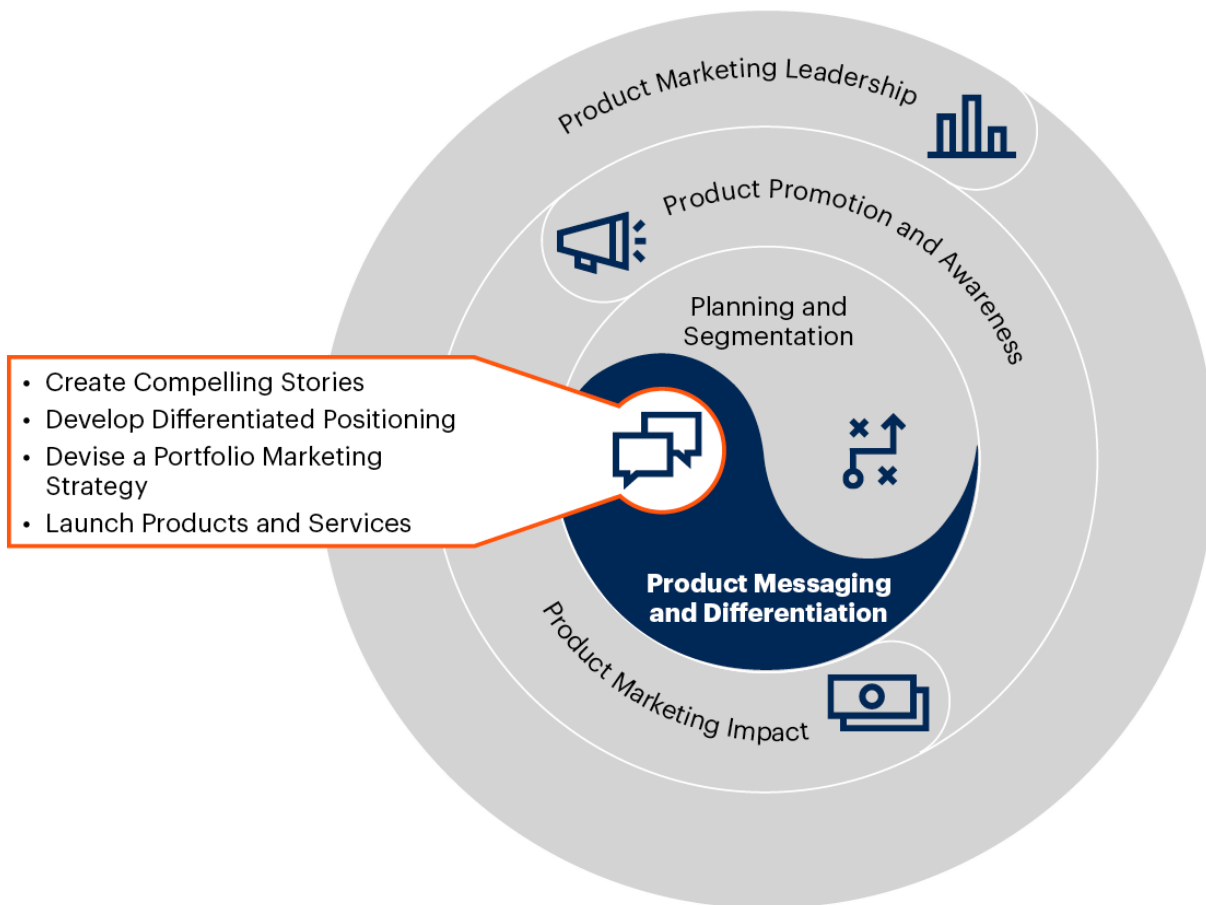 Product Marketing Leadership
Product Promotion and Awareness
Planning and
Segmentation
• Create Compelling Stories
• Develop Differentiated Positioning
• Devise a Portfolio Marketing
Strategy
• Launch Products and Services
Product Messaging
and Differentiation
Product Marketing Impact